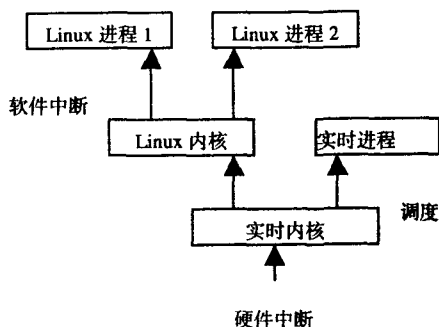 Linux 进程 1
Linux 进程 2
软件中断
Linux 内核
实时进程
调度
实时内核
硬件中断